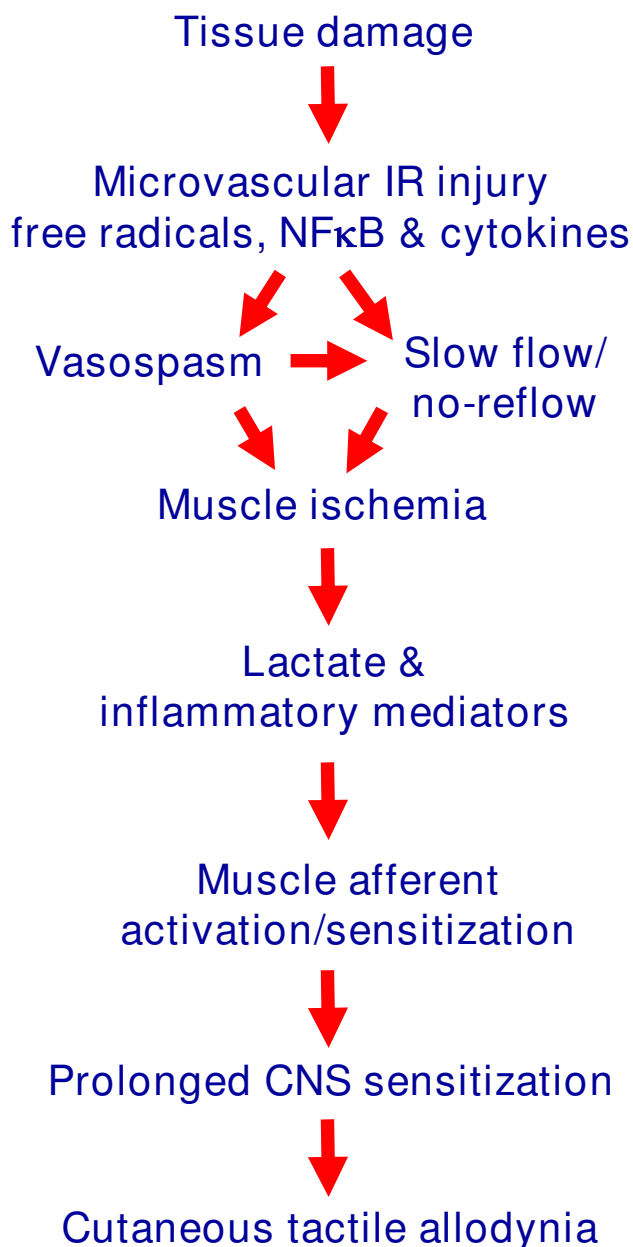 Tissue damage
Microvascular IR injury
free radicals, NFκB & cytokines
Vasospasm
Slow flow/
no-reflow
Muscle ischemia
Lactate &
inflammatory mediators
Muscle afferent
activation/sensitization
Prolonged CNS sensitization
Cutaneous tactile allodynia